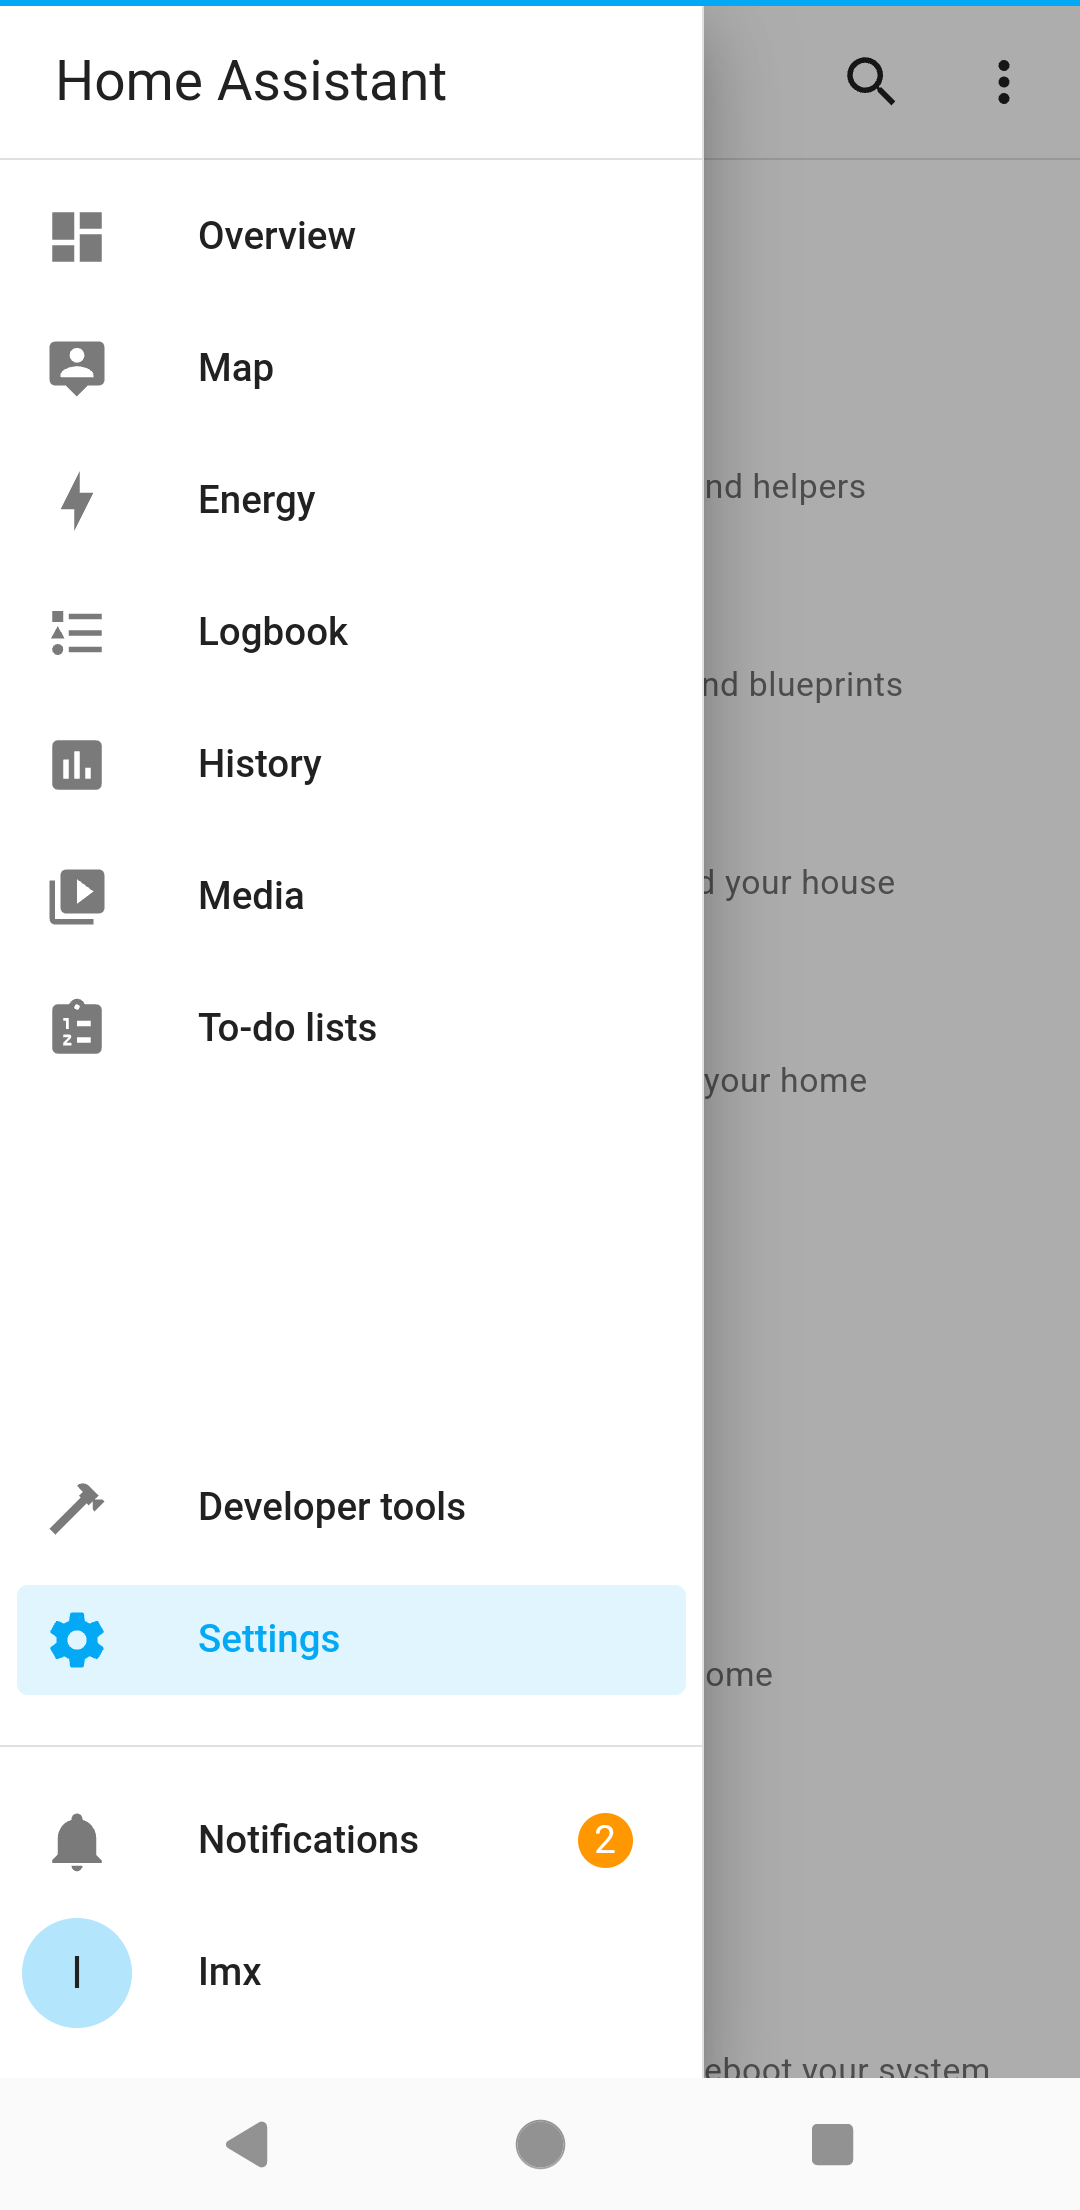 Home Assistant
Overview
Map
Energy
nd helpers
Logbook
nd blueprints
History
Media
d your house
To-do lists
your home
Developer tools
Settings
ome
Notifications
2
I
Imx
eboot your system